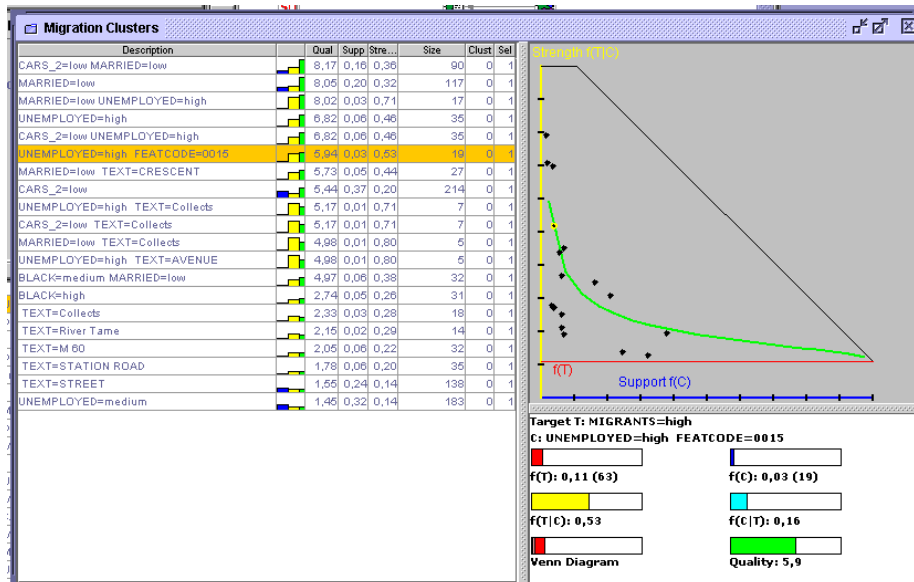 Migration Clusters
Description Qual Supp Stre... Size Clust Sel
CARS_2=low MARRIED=low 8,17 0,16 0,36 90 0 1
MARRIED=low 8,05 0,20 0,32 117 0 1
MARRIED=low UNEMPLOYED=high 8,02 0,03 0,71 17 0 1
UNEMPLOYED=high 6,82 0,06 0,46 35 0 1
CARS_2=low UNEMPLOYED=high 6,82 0,06 0,46 35 0 1
UNEMPLOYED=high FEATCODE=0015 5,94 0,03 0,53 19 0 1
MARRIED=low TEXT=CRESCENT 5,73 0,05 0,44 27 0 1
CARS_2=low 5,44 0,37 0,20 214 0 1
UNEMPLOYED=high TEXT=Collects 5,17 0,01 0,71 7 0 1
CARS_2=low TEXT=Collects 5,17 0,01 0,71 7 0 1
MARRIED=low TEXT=Collects 4,98 0,01 0,80 5 0 1
UNEMPLOYED=high TEXT=AVENUE 4,98 0,01 0,80 5 0 1
BLACK=medium MARRIED=low 4,97 0,06 0,38 32 0 1
BLACK=high 2,74 0,05 0,26 31 0 1
TEXT=Collects 2,33 0,03 0,28 18 0 1
TEXT=River Tame 2,15 0,02 0,29 14 0 1
TEXT=M 60 2,05 0,06 0,22 32 0 1
TEXT=STATION ROAD 1,78 0,06 0,20 35 0 1
TEXT=STREET 1,55 0,24 0,14 138 0 1
UNEMPLOYED=medium 1,45 0,32 0,14 183 0 1
Strength f(T|C)
f(T)
Support f(C)
Target T: MIGRANTS=high
C: UNEMPLOYED=high FEATCODE=0015
f(T): 0,11 (63) f(C): 0,03 (19)
f(T|C): 0,53 f(C|T): 0,16
Venn Diagram Quality: 5,9